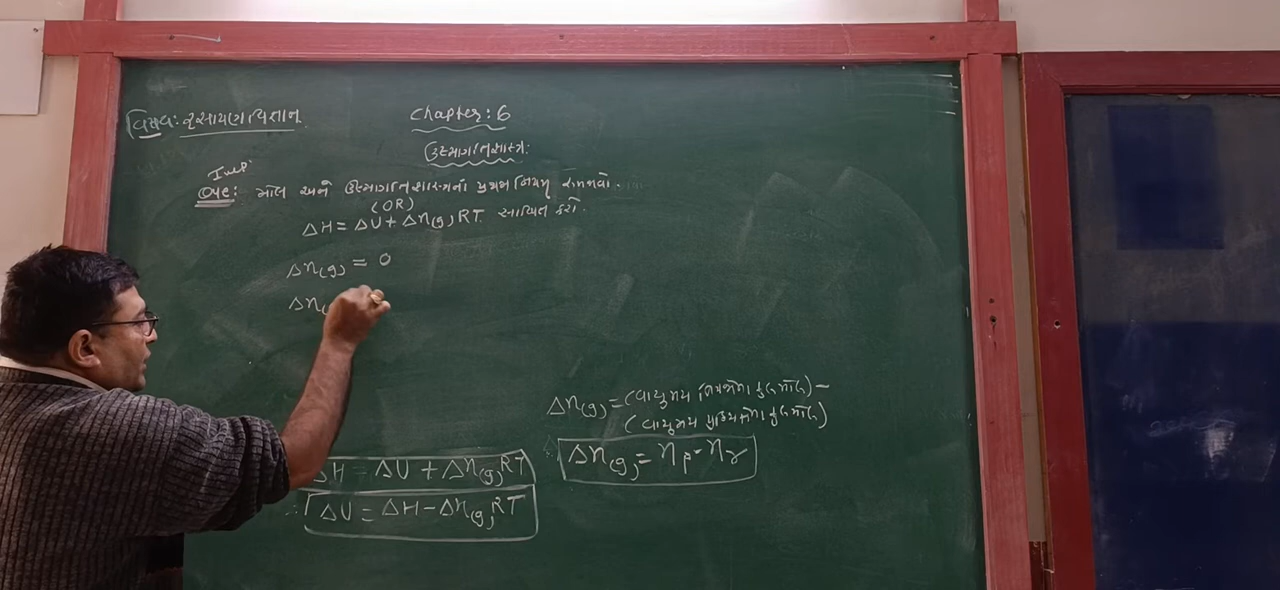 વિષય: રસાયણ વિજ્ઞાન
Chapter: 6
ઉષ્માગતિશાસ્ત્ર:
Imp
Que: મોલ અને ઉષ્માગતિશાસ્ત્રનો પ્રથમ નિયમ સમજાવો.
(OR)
ΔH = ΔU + Δn(g) RT સાબિત કરો.
Δn(g) = 0
Δn(
Δn(g) = (વાયુમય નિપજોના કુલ મોલ) –
(વાયુમય પ્રક્રિયકોના કુલ મોલ)
ΔH = ΔU + Δn(g) RT
Δn(g) = np - nr
∴ ΔU = ΔH – Δn(g) RT